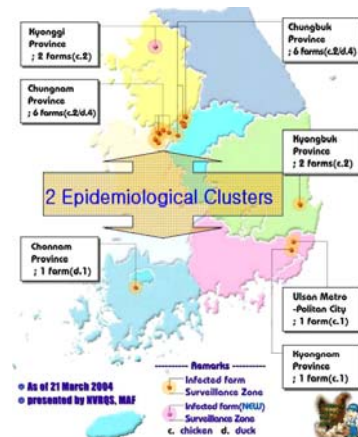 Kyonggi
Province
; 2 farms(c.2)
Chungbuk
Province
; 6 farms(c.2/d.4)
Chungnam
Province
; 6 farms(c.2/d.4)
Kyongbuk
Province
; 2 farms(c.2)
2 Epidemiological Clusters
Chonnam
Province
; 1 farm(d.1)
Ulsan Metro
-Politan City
; 1 farm(c.1)
Kyongnam
Province
; 1 farm(c.1)
As of 21 March 2004
presented by NVRQS, MAF
---------- Remarks ----------
Infected farm
Surveillance Zone
Infected farm(NEW)
Surveillance Zone
c. chicken d. duck